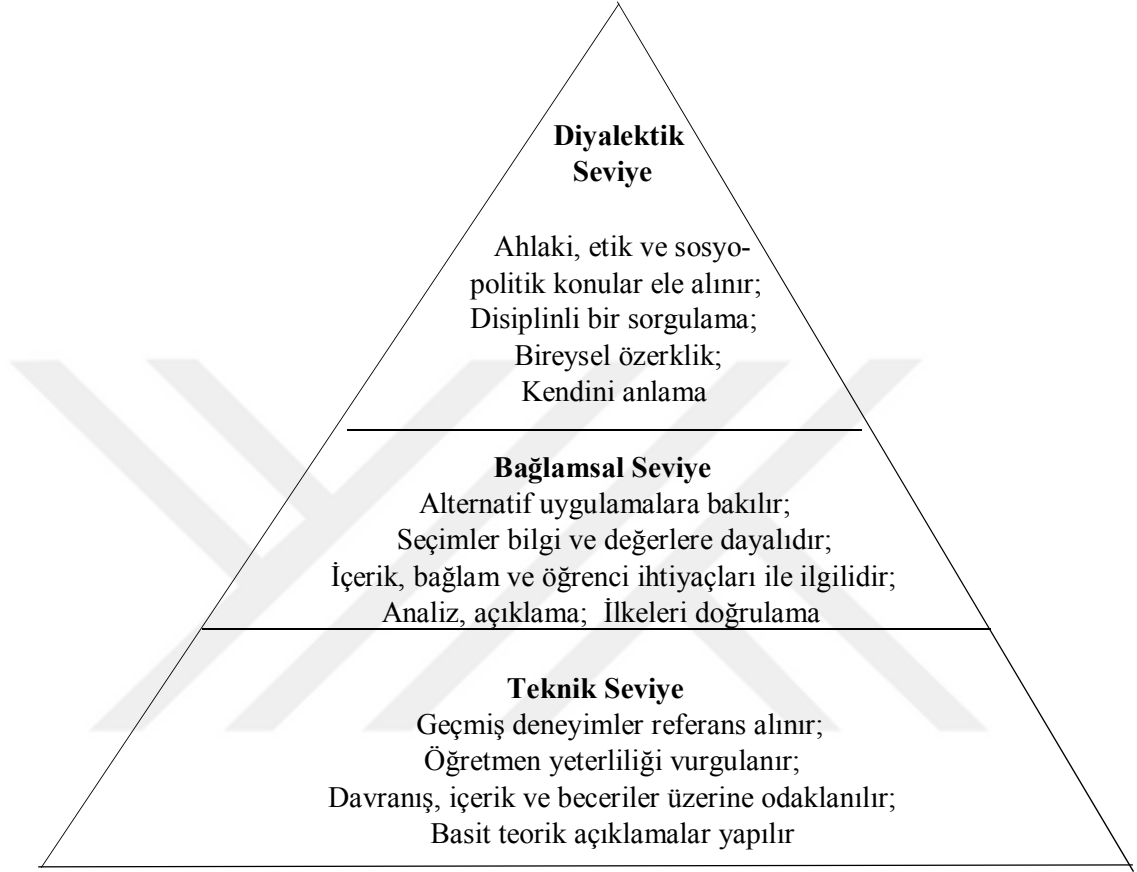 Diyalektik
Seviye
Ahlaki, etik ve sosyo-
politik konular ele alınır;
Disiplinli bir sorgulama;
Bireysel özerklik;
Kendini anlama
Bağlamsal Seviye
Alternatif uygulamalara bakılır;
Seçimler bilgi ve değerlere dayalıdır;
İçerik, bağlam ve öğrenci ihtiyaçları ile ilgilidir;
Analiz, açıklama; İlkeleri doğrulama
Teknik Seviye
Geçmiş deneyimler referans alınır;
Öğretmen yeterliliği vurgulanır;
Davranış, içerik ve beceriler üzerine odaklanılır;
Basit teorik açıklamalar yapılır